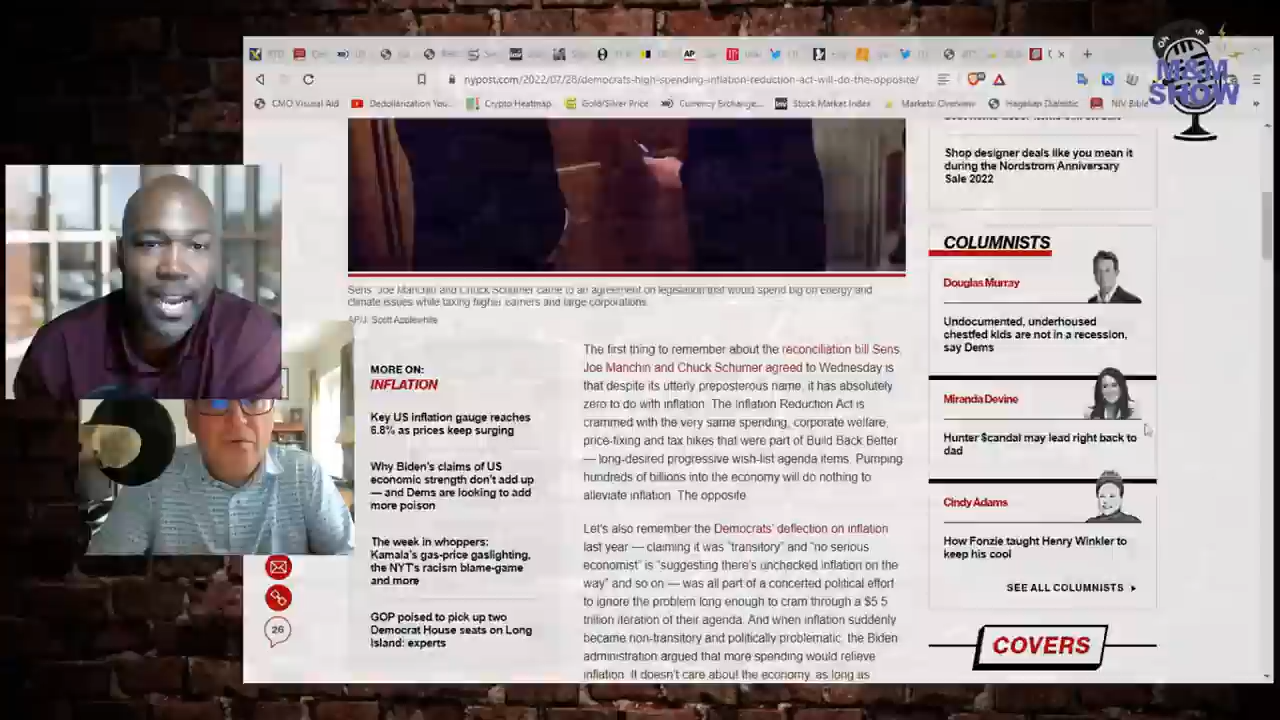 M&M
SHOW
AP
nypost.com/2022/07/28/democrats-high-spending-inflation-reduction-act-will-do-the-opposite/
CMO Visual Aid
Dedollarization You...
Crypto Heatmap
Gold/Silver Price
Currency Exchange...
Stock Market Index
Markets: Overview
Hagelian Dialectic
NIV Bible
»
Shop designer deals like you mean it
during the Nordstrom Anniversary
Sale 2022
COLUMNISTS
Douglas Murray
Undocumented, underhoused
chestfed kids are not in a recession,
say Dems
Miranda Devine
Hunter $candal may lead right back to
dad
Cindy Adams
How Fonzie taught Henry Winkler to
keep his cool
SEE ALL COLUMNISTS
COVERS
Sens. Joe Manchin and Chuck Schumer came to an agreement on legislation that would spend big on energy and
climate issues while taxing higher earners and large corporations.
AP/J. Scott Applewhite
MORE ON:
INFLATION
Key US inflation gauge reaches
6.8% as prices keep surging
Why Biden's claims of US
economic strength don't add up
— and Dems are looking to add
more poison
The week in whoppers:
Kamala's gas-price gaslighting,
the NYT's racism blame-game
and more
GOP poised to pick up two
Democrat House seats on Long
Island: experts
26
The first thing to remember about the reconciliation bill Sens.
Joe Manchin and Chuck Schumer agreed to Wednesday is
that despite its utterly preposterous name, it has absolutely
zero to do with inflation. The Inflation Reduction Act is
crammed with the very same spending, corporate welfare,
price-fixing and tax hikes that were part of Build Back Better
— long-desired progressive wish-list agenda items. Pumping
hundreds of billions into the economy will do nothing to
alleviate inflation. The opposite.
Let's also remember the Democrats' deflection on inflation
last year — claiming it was "transitory" and "no serious
economist" is "suggesting there's unchecked inflation on the
way" and so on — was all part of a concerted political effort
to ignore the problem long enough to cram through a $5.5
trillion iteration of their agenda. And when inflation suddenly
became non-transitory and politically problematic, the Biden
administration argued that more spending would relieve
inflation. It doesn't care about the economy, as long as